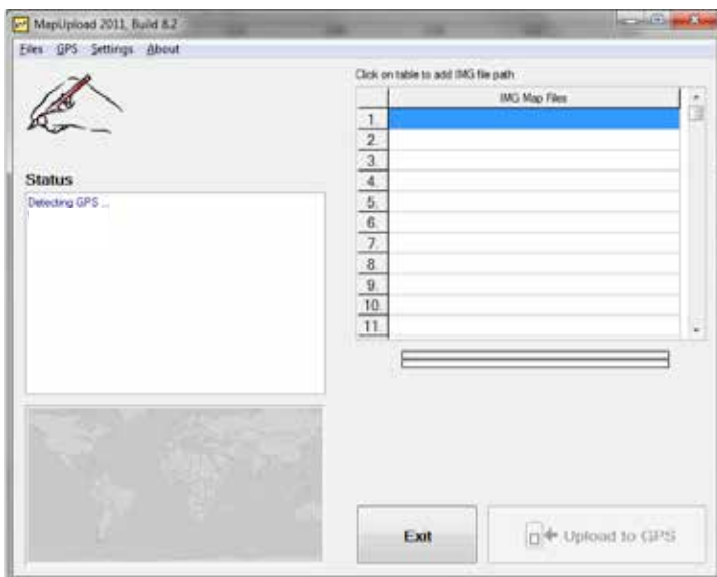 MapUpload 2011, Build 8.2
Files GPS Settings About
Click on table to add IMG file path
IMG Map Files
1.
2.
3.
4.
5.
6.
7.
8.
9.
10.
11.
Status
Detecting GPS ...
Exit
Upload to GPS